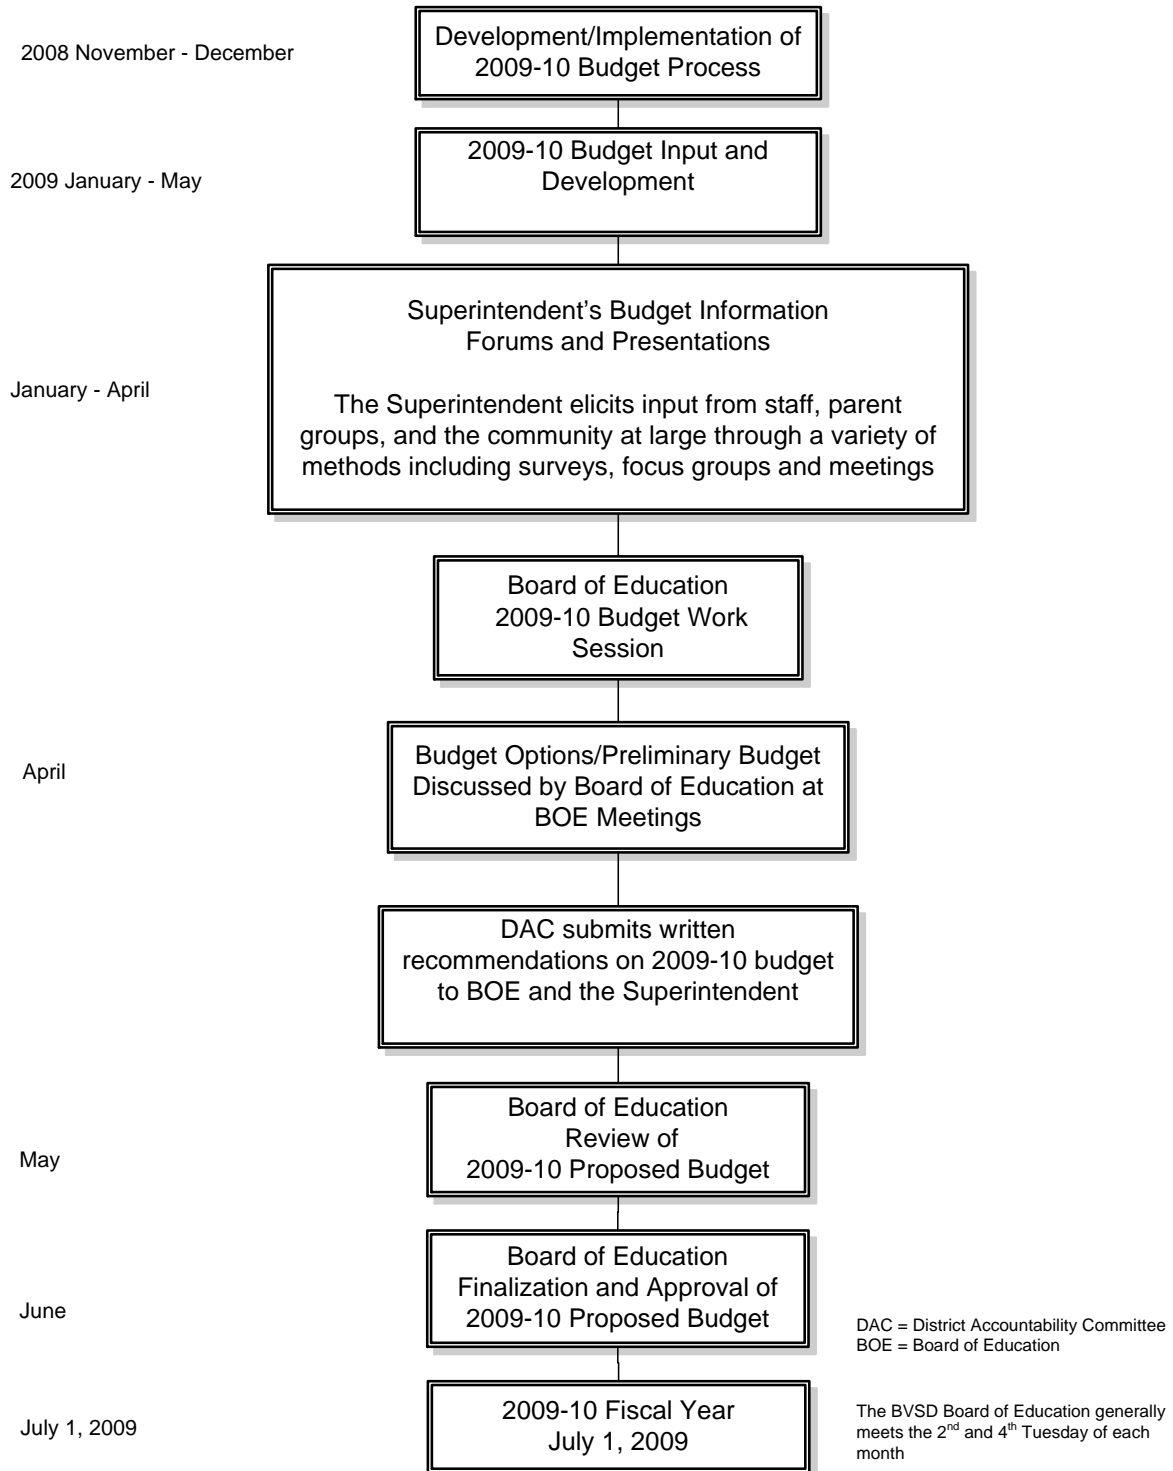 2008 November - December
Development/Implementation of
2009-10 Budget Process
2009 January - May
2009-10 Budget Input and
Development
January - April
Superintendent's Budget Information
Forums and Presentations
The Superintendent elicits input from staff, parent
groups, and the community at large through a variety of
methods including surveys, focus groups and meetings
Board of Education
2009-10 Budget Work
Session
April
Budget Options/Preliminary Budget
Discussed by Board of Education at
BOE Meetings
DAC submits written
recommendations on 2009-10 budget
to BOE and the Superintendent
May
Board of Education
Review of
2009-10 Proposed Budget
June
Board of Education
Finalization and Approval of
2009-10 Proposed Budget
DAC = District Accountability Committee
BOE = Board of Education
July 1, 2009
2009-10 Fiscal Year
July 1, 2009
The BVSD Board of Education generally
meets the 2nd and 4th Tuesday of each
month